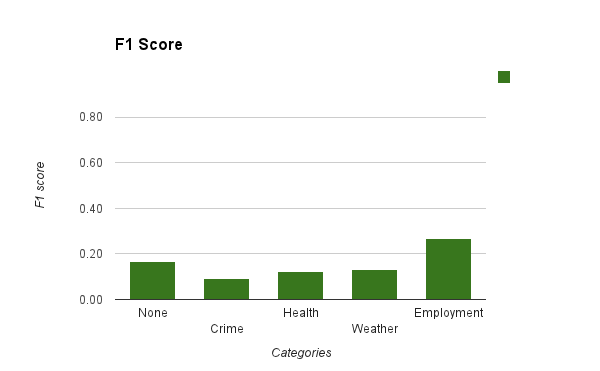 F1 Score
0.80
0.60
0.40
0.20
0.00
F1 score
None
Crime
Health
Weather
Employment
Categories